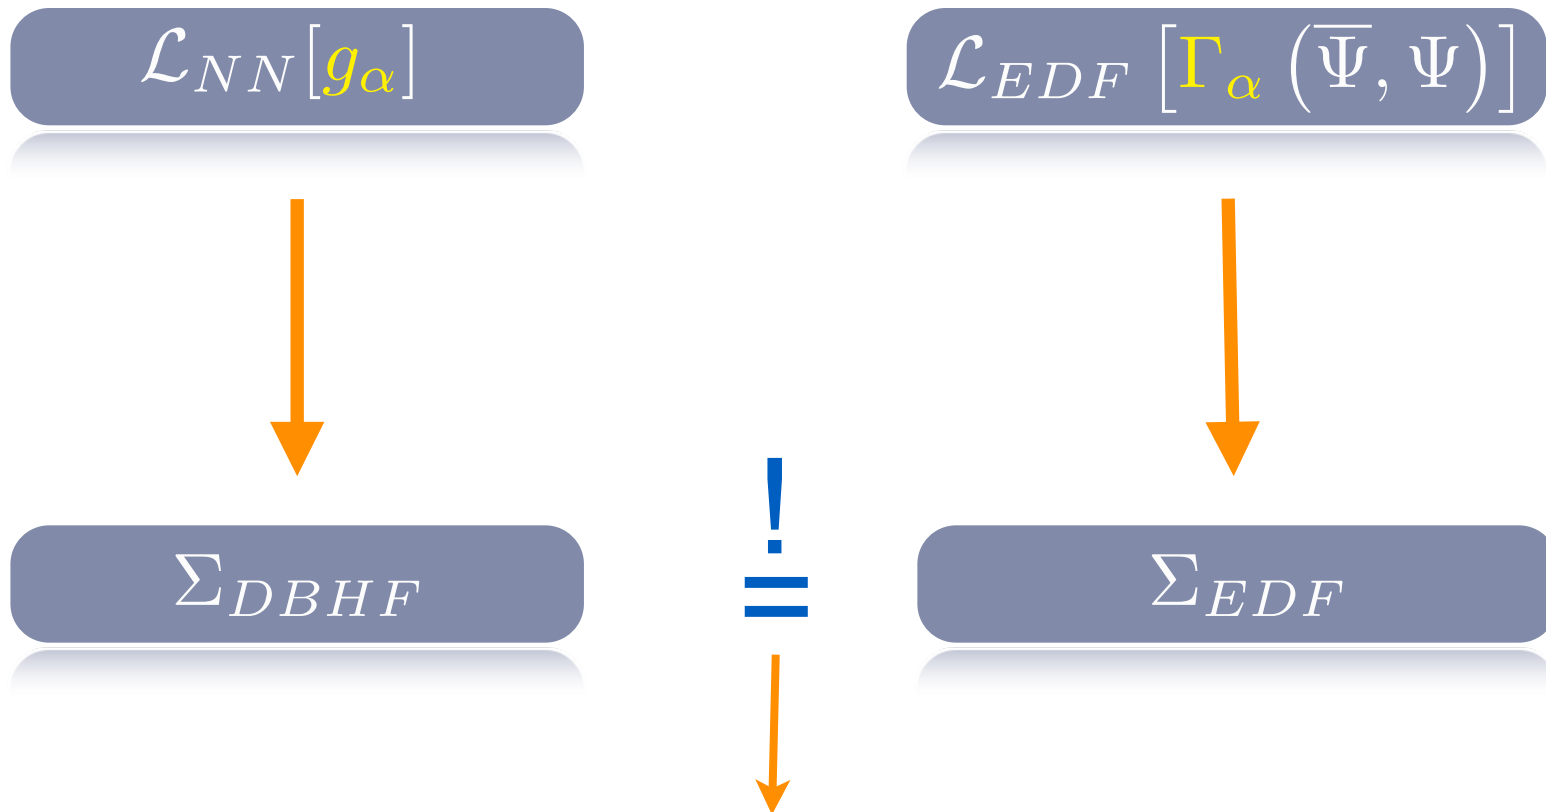 ℒ_{NN}[g_α]
ℒ_{EDF} [Γ_α (Ψ̅, Ψ)]
!
=
Σ_{DBHF}
Σ_{EDF}